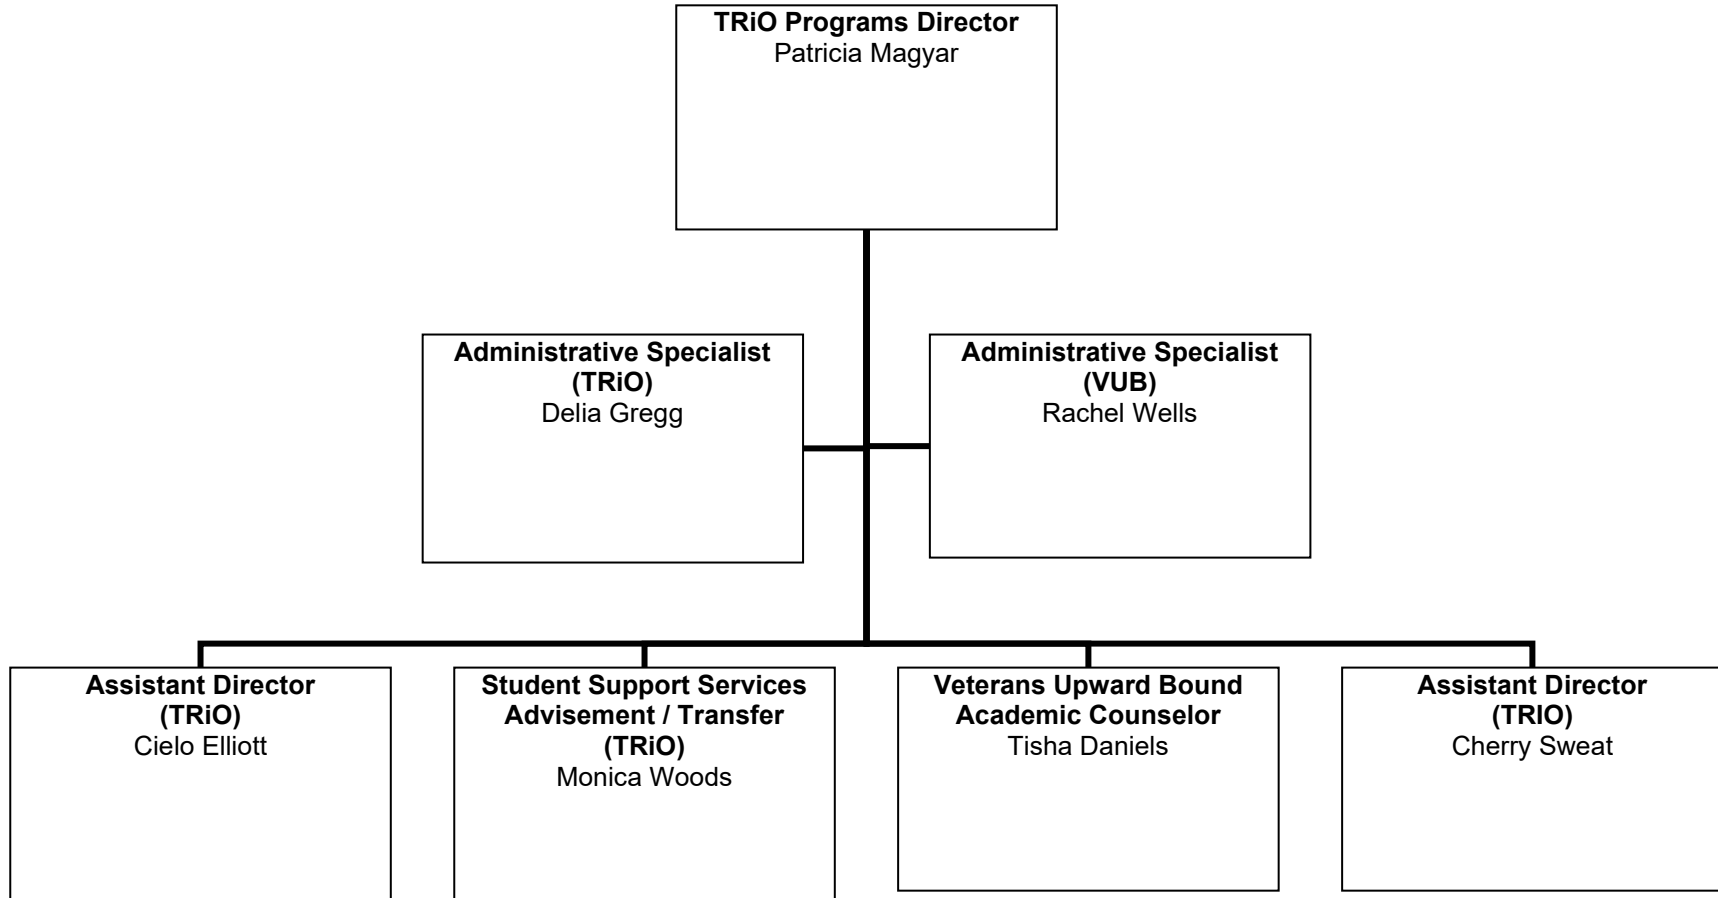 TRiO Programs Director
Patricia Magyar
Administrative Specialist
(TRiO)
Delia Gregg
Administrative Specialist
(VUB)
Rachel Wells
Assistant Director
(TRiO)
Cielo Elliott
Student Support Services
Advisement / Transfer
(TRiO)
Monica Woods
Veterans Upward Bound
Academic Counselor
Tisha Daniels
Assistant Director
(TRIO)
Cherry Sweat